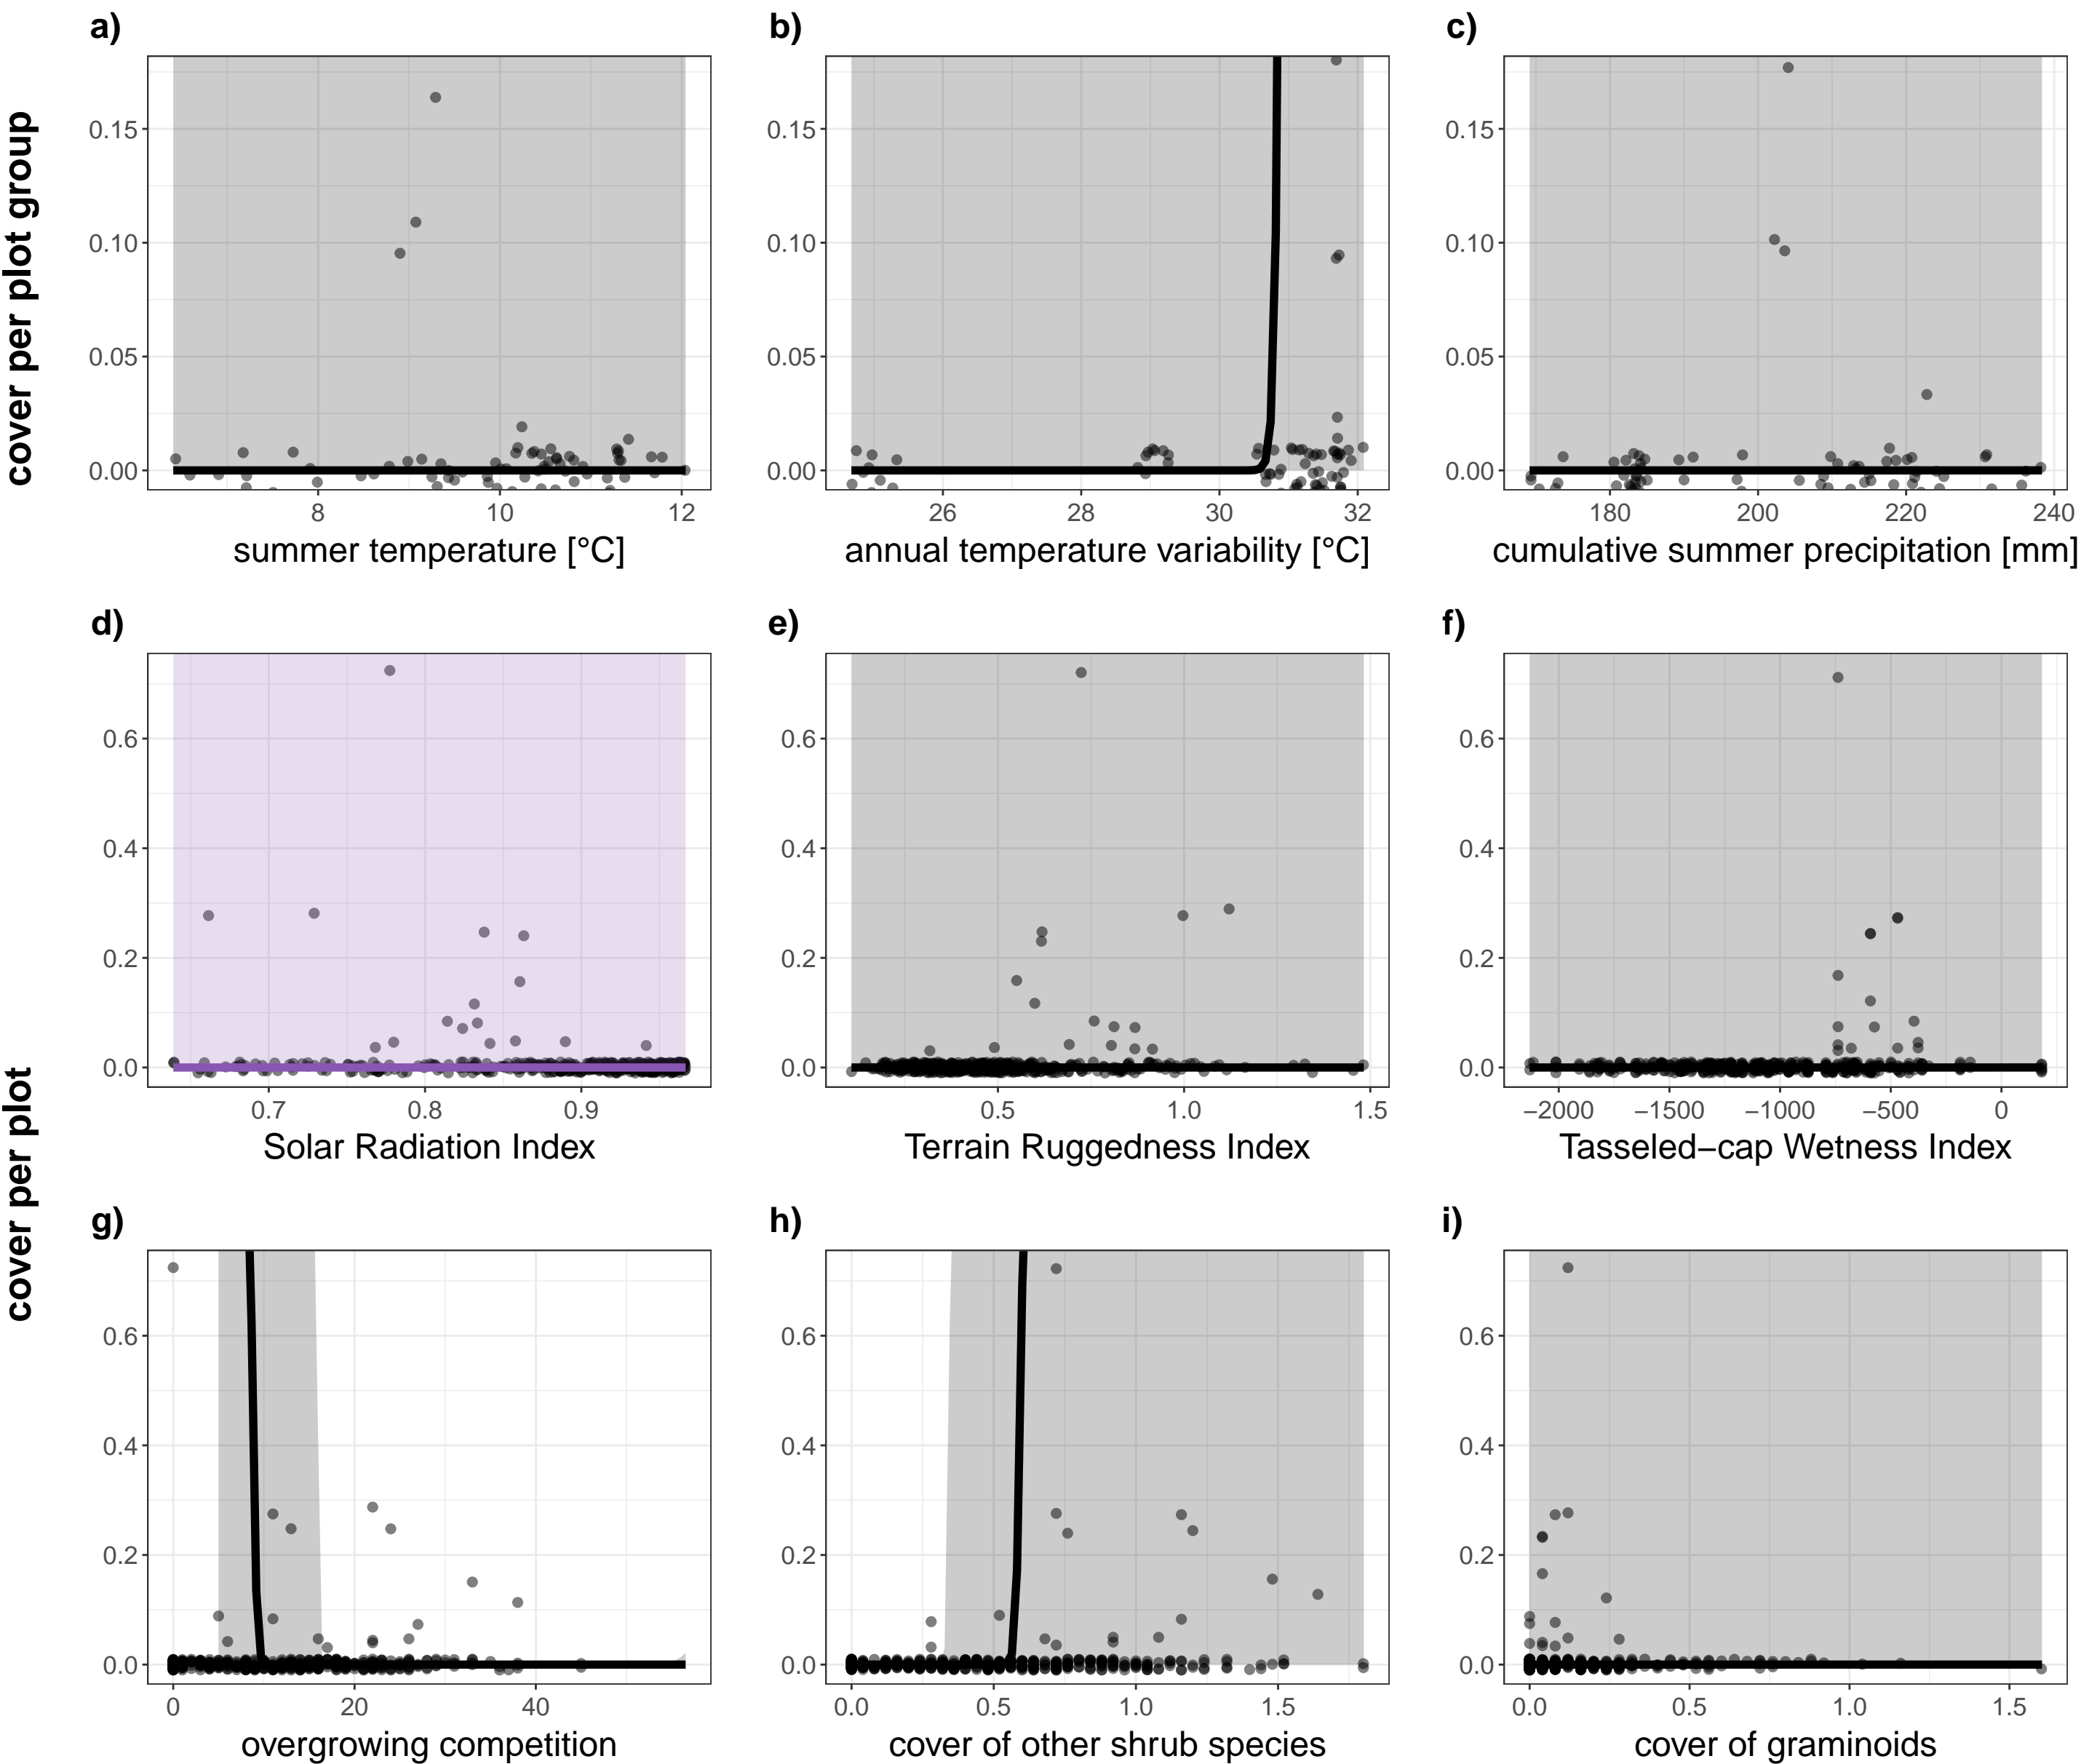 a) b) c)
cover per plot group
0.15 0.15 0.15
0.10 0.10 0.10
0.05 0.05 0.05
0.00 0.00 0.00
8 10 12 26 28 30 32 180 200 220 240
summer temperature [°C] annual temperature variability [°C] cumulative summer precipitation [mm]
d) e) f)
cover per plot
0.6 0.6 0.6
0.4 0.4 0.4
0.2 0.2 0.2
0.0 0.0 0.0
0.7 0.8 0.9 0.5 1.0 1.5 −2000 −1500 −1000 −500 0
Solar Radiation Index Terrain Ruggedness Index Tasseled−cap Wetness Index
g) h) i)
0.6 0.6 0.6
0.4 0.4 0.4
0.2 0.2 0.2
0.0 0.0 0.0
0 20 40 0.0 0.5 1.0 1.5 0.0 0.5 1.0 1.5
overgrowing competition cover of other shrub species cover of graminoids